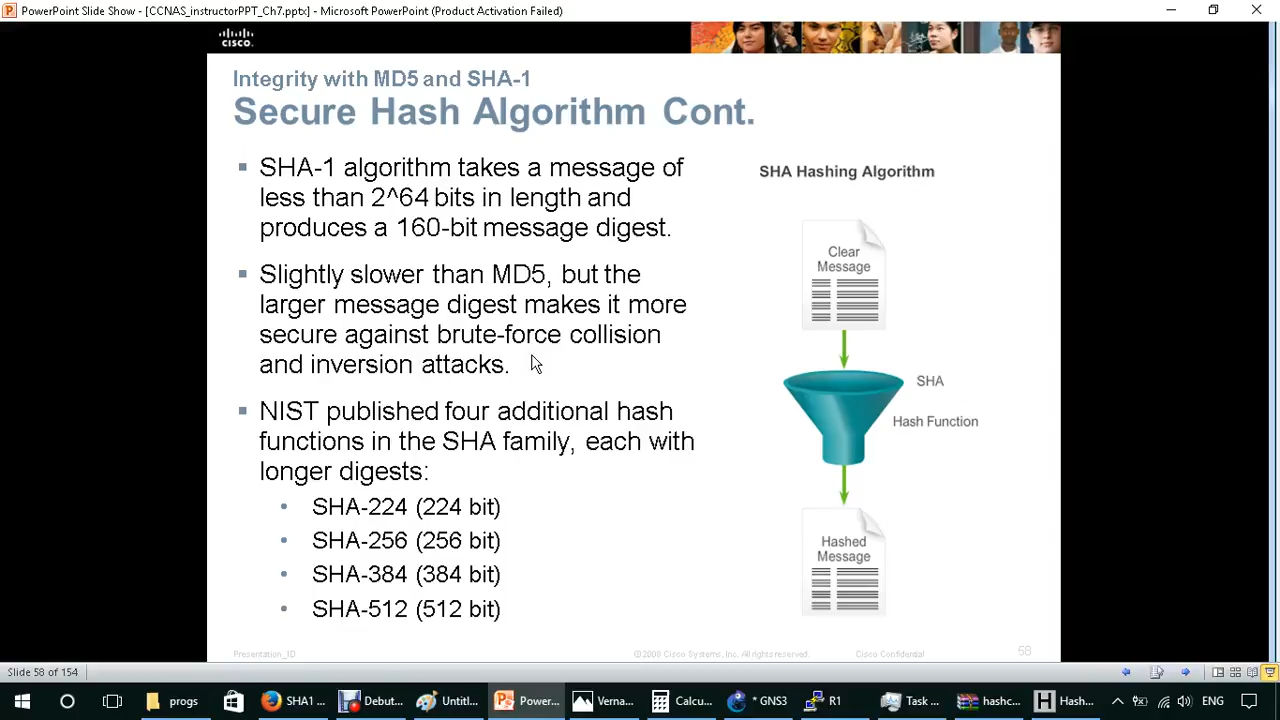 PowerPoint Slide Show - [CCNAS_instructorPPT_Ch7.pptx] - Microsoft PowerPoint (Product Activation Failed)
CISCO.
Integrity with MD5 and SHA-1
Secure Hash Algorithm Cont.
▪ SHA-1 algorithm takes a message of
less than 2^64 bits in length and
produces a 160-bit message digest.
▪ Slightly slower than MD5, but the
larger message digest makes it more
secure against brute-force collision
and inversion attacks.
▪ NIST published four additional hash
functions in the SHA family, each with
longer digests:
• SHA-224 (224 bit)
• SHA-256 (256 bit)
• SHA-384 (384 bit)
• SHA-512 (512 bit)
SHA Hashing Algorithm
Clear
Message
SHA
Hash Function
Hashed
Message
Presentation_ID
© 2008 Cisco Systems, Inc. All rights reserved.
Cisco Confidential
58
Slide 58 of 154
progs
SHA1 ...
Debut...
Untitl...
Power...
Verna...
Calcu...
* GNS3
R1
Task ...
hashc...
Hash...
ENG